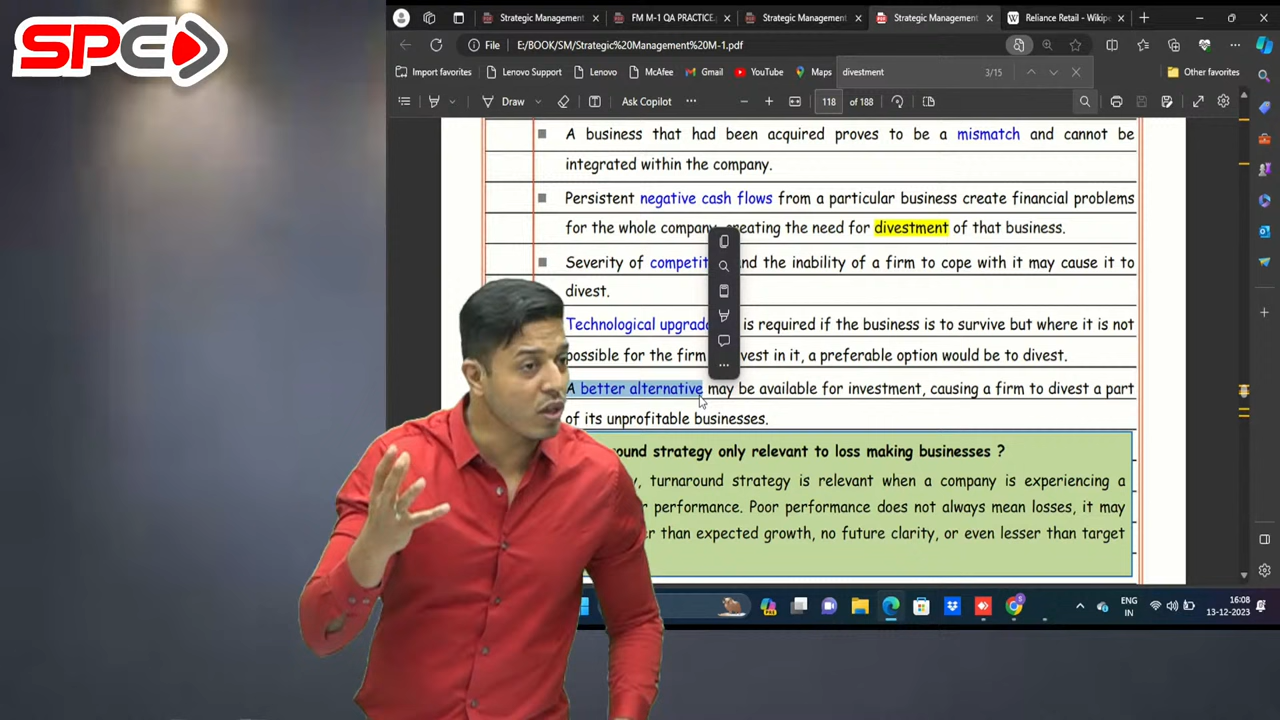 SPC
Strategic Management
FM M-1 QA PRACTICE.p
Strategic Management
Strategic Management
W Reliance Retail - Wikipe
File E:/BOOK/SM/Strategic%20Management%20M-1.pdf
Import favorites Lenovo Support Lenovo McAfee Gmail YouTube Maps divestment 3/15 Other favorites
Draw Ask Copilot 118 of 188
A business that had been acquired proves to be a mismatch and cannot be
integrated within the company.
Persistent negative cash flows from a particular business create financial problems
for the whole company, creating the need for divestment of that business.
Severity of competit nd the inability of a firm to cope with it may cause it to
divest.
Technological upgrada is required if the business is to survive but where it is not
possible for the firm vest in it, a preferable option would be to divest.
A better alternative may be available for investment, causing a firm to divest a part
of its unprofitable businesses.
ound strategy only relevant to loss making businesses ?
y, turnaround strategy is relevant when a company is experiencing a
r performance. Poor performance does not always mean losses, it may
er than expected growth, no future clarity, or even lesser than target
ENG
IN
16:08
13-12-2023